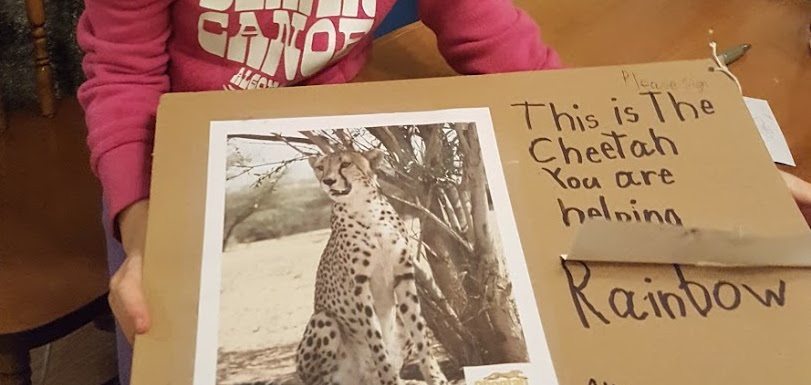 CANOE
Please sign
This is The
Cheetah
You are
helping
Rainbow